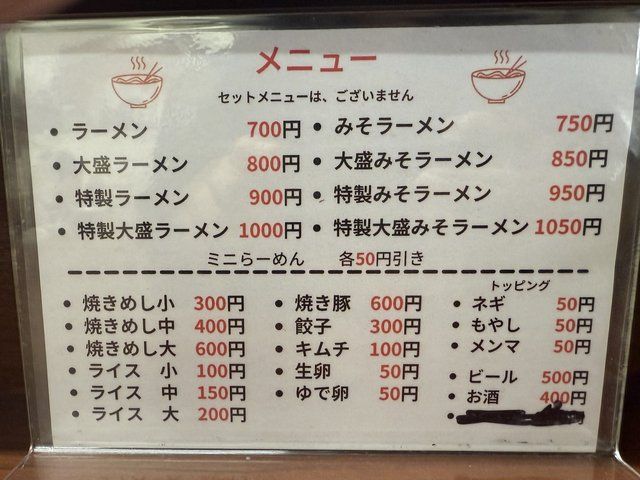 メニュー
セットメニューは、ございません
・ラーメン 700円 ・みそラーメン 750円
・大盛ラーメン 800円 ・大盛みそラーメン 850円
・特製ラーメン 900円 ・特製みそラーメン 950円
・特製大盛ラーメン 1000円 ・特製大盛みそラーメン 1050円
ミニらーめん 各50円引き
・焼きめし小 300円
・焼きめし中 400円
・焼きめし大 600円
・ライス 小 100円
・ライス 中 150円
・ライス 大 200円
・焼き豚 600円
・餃子 300円
・キムチ 100円
・生卵 50円
・ゆで卵 50円
トッピング
・ネギ 50円
・もやし 50円
・メンマ 50円
・ビール 500円
・お酒 400円